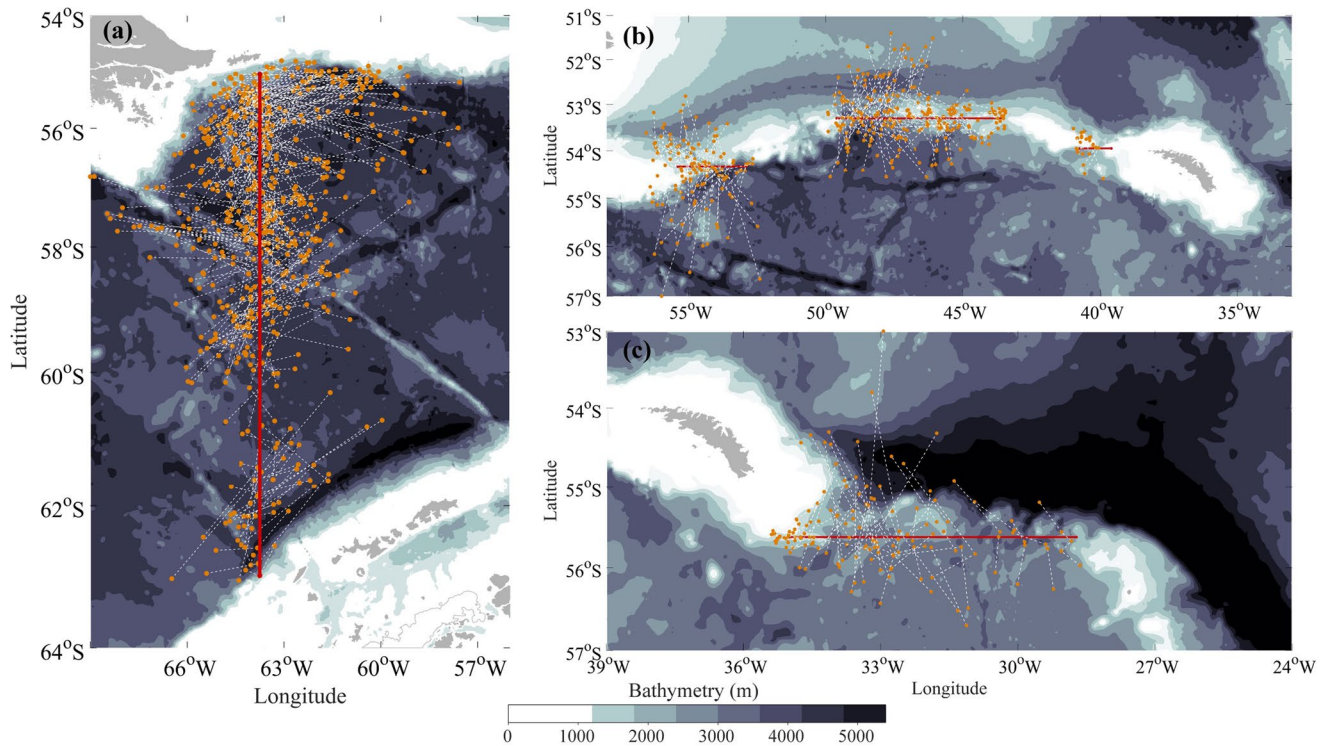 (a)
54°S
56°S
58°S
60°S
62°S
64°S
Latitude
66°W
63°W
60°W
57°W
Longitude
(b)
51°S
52°S
53°S
54°S
55°S
56°S
57°S
Latitude
55°W
50°W
45°W
40°W
35°W
(c)
53°S
54°S
55°S
56°S
57°S
Latitude
39°W
36°W
33°W
30°W
27°W
24°W
Longitude
Bathymetry (m)
0
1000
2000
3000
4000
5000